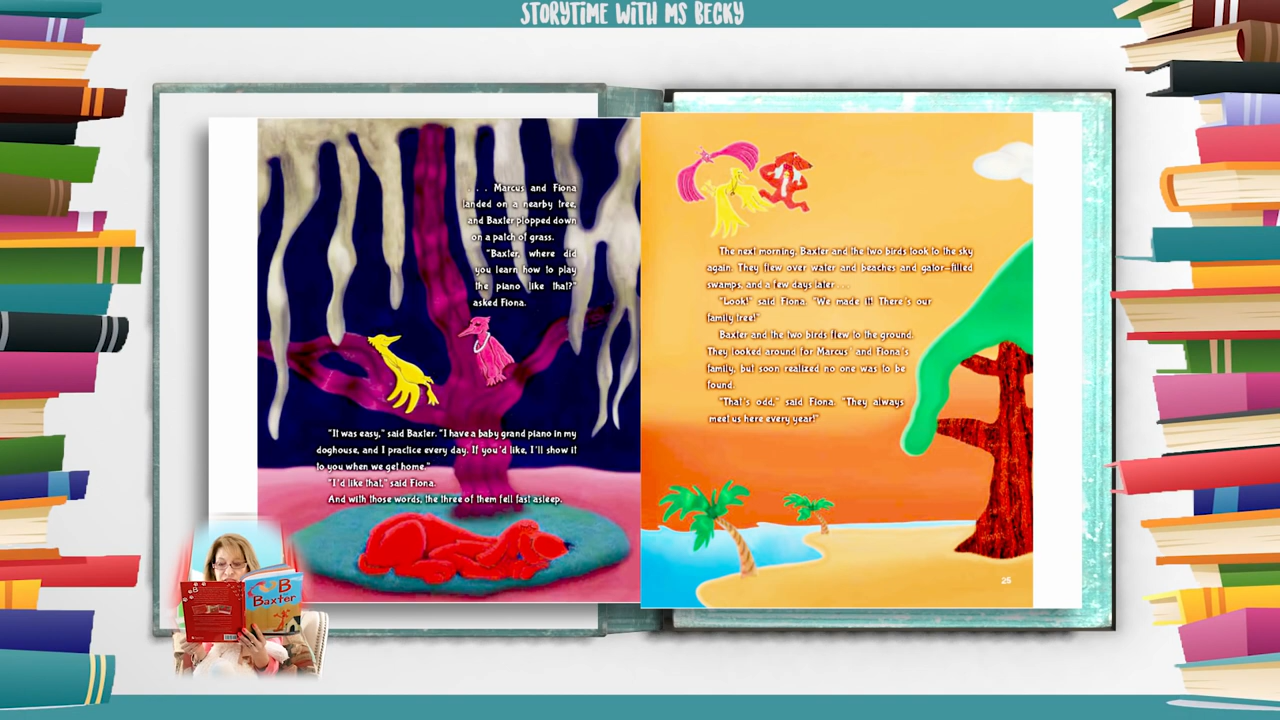 STORYTIME WITH MS BECKY
. . . Marcus and Fiona
landed on a nearby tree,
and Baxter plopped down
on a patch of grass.
"Baxter, where did
you learn how to play
the piano like that?"
asked Fiona.
"It was easy," said Baxter. "I have a baby grand piano in my
doghouse, and I practice every day. If you'd like, I'll show it
to you when we get home."
"I'd like that," said Fiona.
And with those words, the three of them fell fast asleep.
The next morning, Baxter and the two birds look to the sky
again. They flew over water and beaches and gator-filled
swamps, and a few days later . . .
"Look!" said Fiona. "We made it! There's our
family tree!"
Baxter and the two birds flew to the ground.
They looked around for Marcus' and Fiona's
family, but soon realized no one was to be
found.
"That's odd," said Fiona. "They always
meet us here every year!"
25
B
Baxter